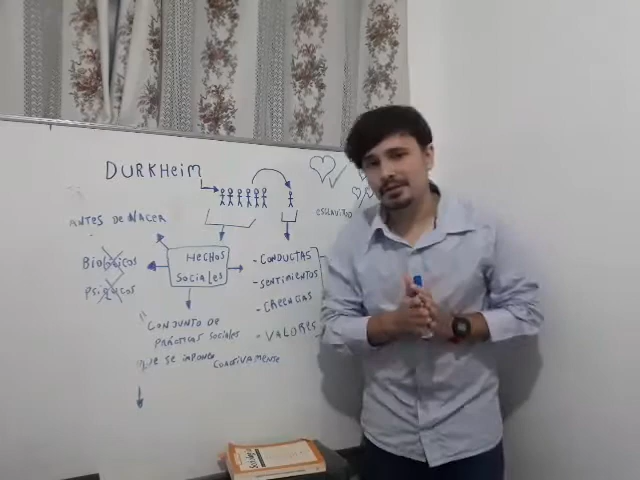 DURKHEIM
ANTES DE NACER
Biológicos
Psíquicos
HECHOS
SOCIALES
- CONDUCTAS
- SENTIMIENTOS
- CREENCIAS
- VALORES
"CONJUNTO DE
PRÁCTICAS SOCIALES
QUE SE IMPONEN COACTIVAMENTE